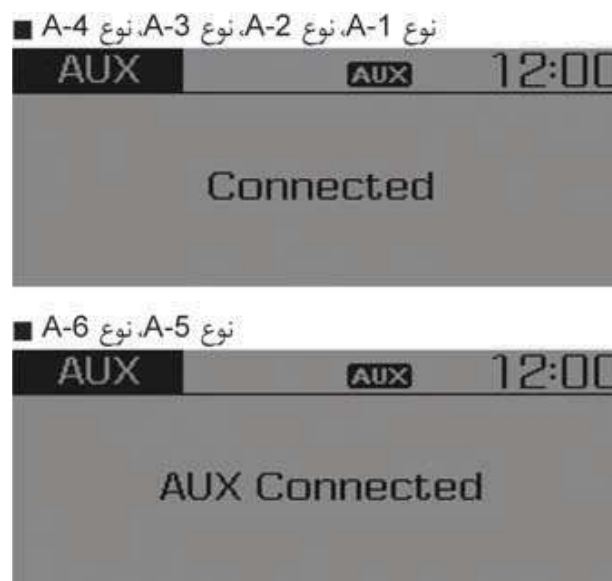 ■ نوع A-1، نوع A-2، نوع A-3، نوع A-4
AUX AUX 12:00
Connected
■ نوع A-5، نوع A-6
AUX AUX 12:00
AUX Connected